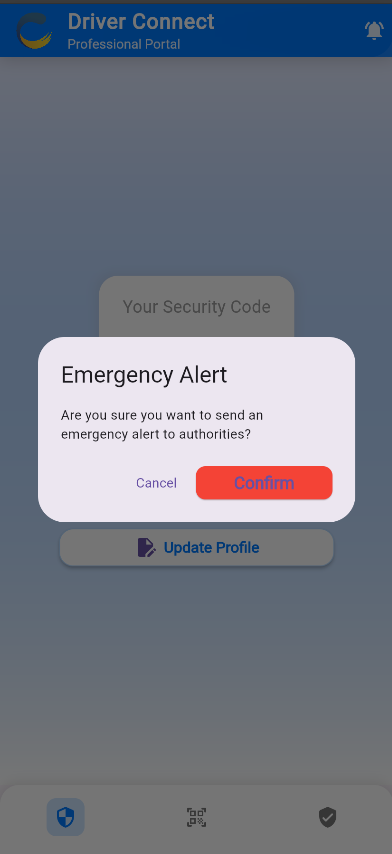 Driver Connect
Professional Portal
Your Security Code
Emergency Alert
Are you sure you want to send an
emergency alert to authorities?
Cancel
Confirm
Update Profile